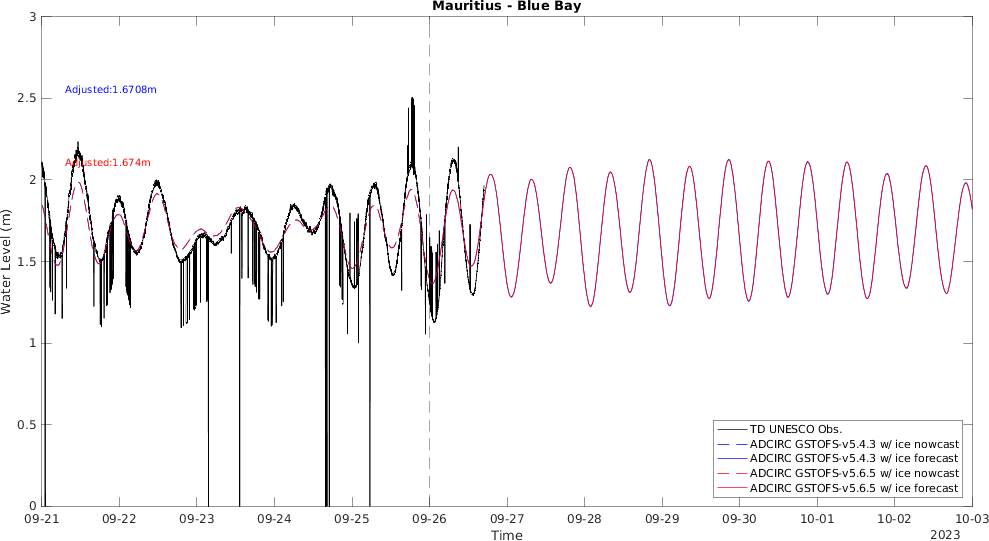 Mauritius - Blue Bay
3
2.5
2
1.5
1
0.5
0
Water Level (m)
Adjusted:1.6708m
Adjusted:1.674m
TD UNESCO Obs.
ADCIRC GSTOFS-v5.4.3 w/ ice nowcast
ADCIRC GSTOFS-v5.4.3 w/ ice forecast
ADCIRC GSTOFS-v5.6.5 w/ ice nowcast
ADCIRC GSTOFS-v5.6.5 w/ ice forecast
09-21 09-22 09-23 09-24 09-25 09-26 09-27 09-28 09-29 09-30 10-01 10-02 10-03
Time
2023